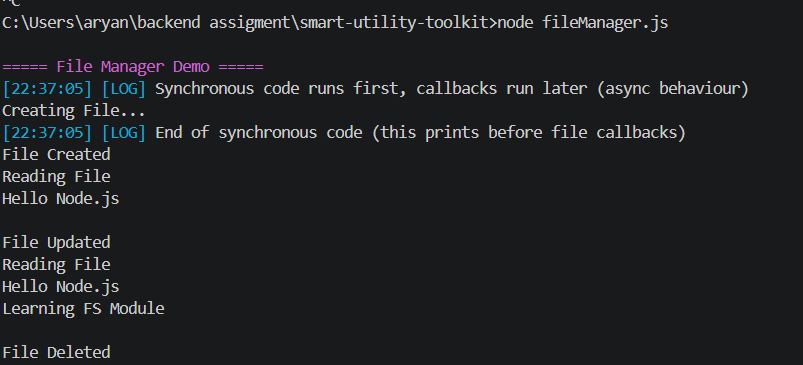 ^C
C:\Users\aryan\backend assigment\smart-utility-toolkit>node fileManager.js
===== File Manager Demo =====
[22:37:05] [LOG] Synchronous code runs first, callbacks run later (async behaviour)
Creating File...
[22:37:05] [LOG] End of synchronous code (this prints before file callbacks)
File Created
Reading File
Hello Node.js
File Updated
Reading File
Hello Node.js
Learning FS Module
File Deleted